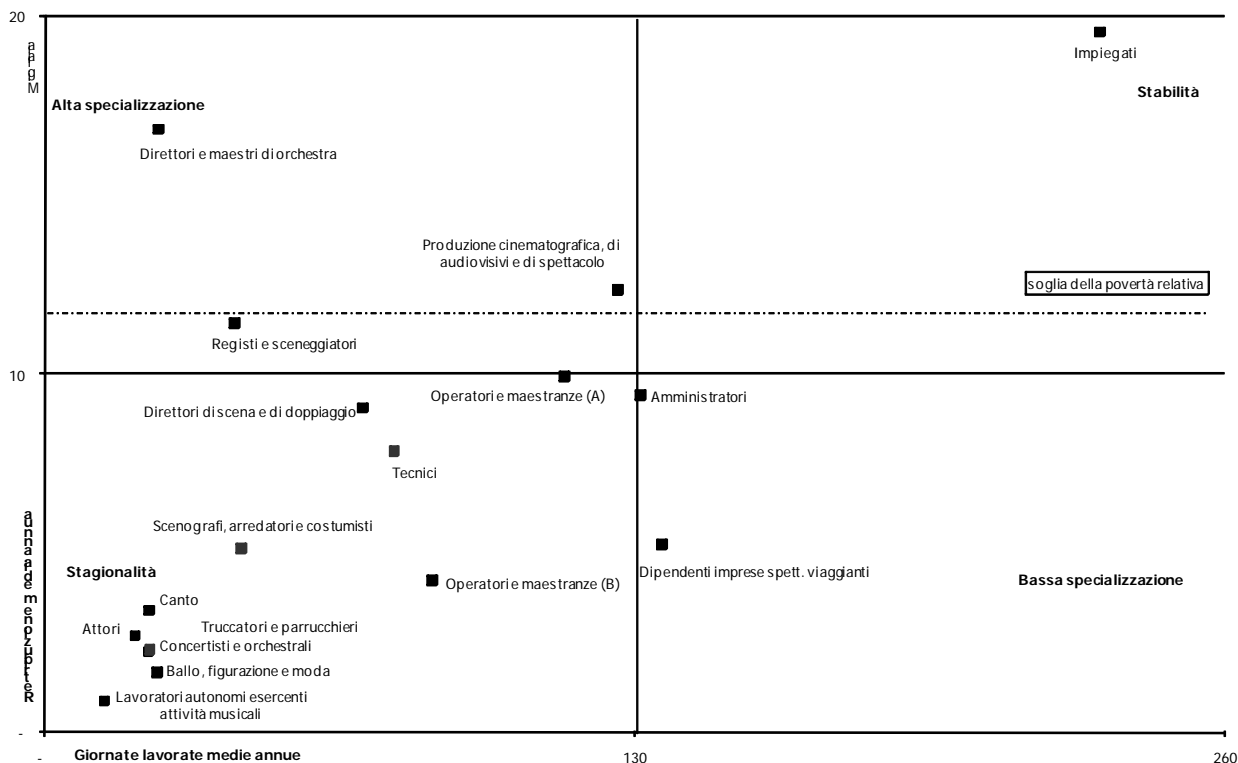 20
Impiegati
Stabilità
Alta specializzazione
Direttori e maestri di orchestra
Produzione cinematografica, di
audiovisivi e di spettacolo
soglia della povertà relativa
Registi e sceneggiatori
10
Operatori e maestranze (A)
Amministratori
Direttori di scena e di doppiaggio
Tecnici
Scenografi, arredatori e costumisti
Stagionalità
Operatori e maestranze (B)
Dipendenti imprese spett. viaggianti
Bassa specializzazione
Canto
Attori
Truccatori e parrucchieri
Concertisti e orchestrali
Ballo, figurazione e moda
Lavoratori autonomi esercenti
attività musicali
-
-
Giornate lavorate medie annue
130
260